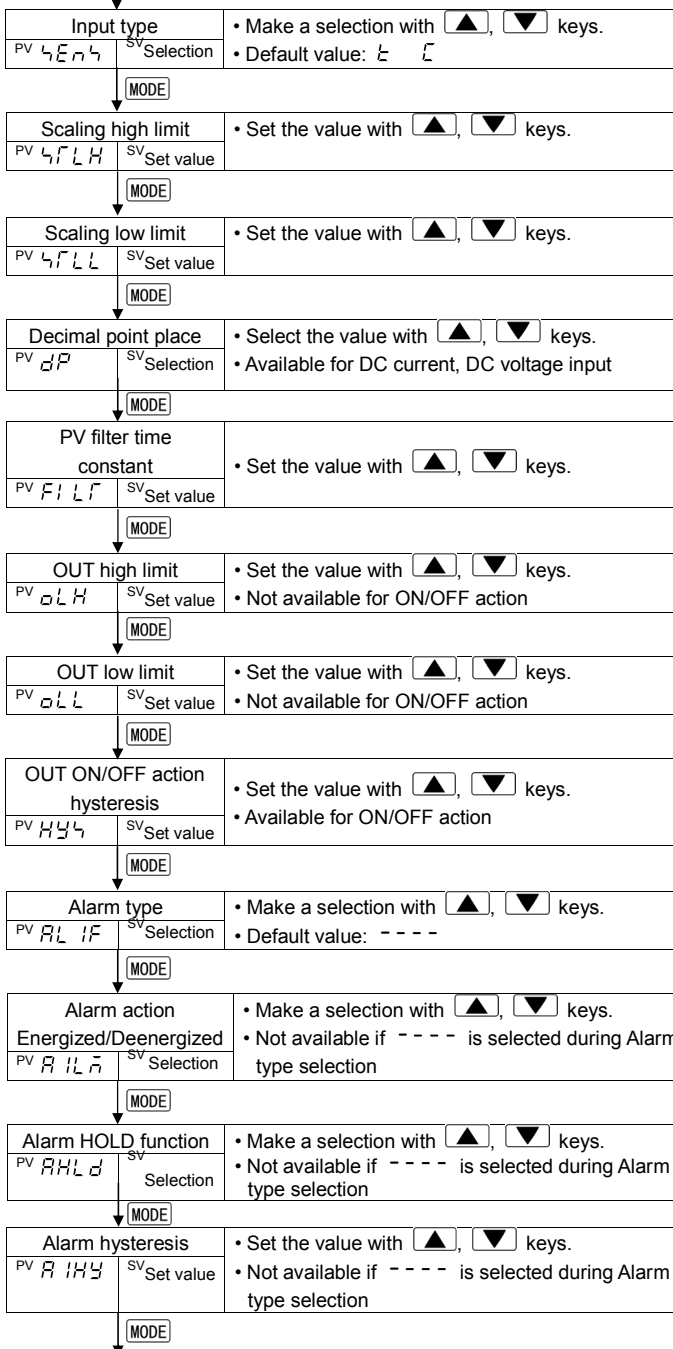 Input type
PV SEnS SV Selection
• Make a selection with ▲, ▼ keys.
• Default value: E C
MODE
Scaling high limit
PV SFLH SV Set value
• Set the value with ▲, ▼ keys.
MODE
Scaling low limit
PV SFLL SV Set value
• Set the value with ▲, ▼ keys.
MODE
Decimal point place
PV dP SV Selection
• Select the value with ▲, ▼ keys.
• Available for DC current, DC voltage input
MODE
PV filter time
constant
PV FILF SV Set value
• Set the value with ▲, ▼ keys.
MODE
OUT high limit
PV oLH SV Set value
• Set the value with ▲, ▼ keys.
• Not available for ON/OFF action
MODE
OUT low limit
PV oLL SV Set value
• Set the value with ▲, ▼ keys.
• Not available for ON/OFF action
MODE
OUT ON/OFF action
hysteresis
PV HYS SV Set value
• Set the value with ▲, ▼ keys.
• Available for ON/OFF action
MODE
Alarm type
PV AL1F SV Selection
• Make a selection with ▲, ▼ keys.
• Default value: ----
MODE
Alarm action
Energized/Deenergized
PV A1Lm SV Selection
• Make a selection with ▲, ▼ keys.
• Not available if ---- is selected during Alarm
type selection
MODE
Alarm HOLD function
PV AHLd SV Selection
• Make a selection with ▲, ▼ keys.
• Not available if ---- is selected during Alarm
type selection
MODE
Alarm hysteresis
PV A1HY SV Set value
• Set the value with ▲, ▼ keys.
• Not available if ---- is selected during Alarm
type selection
MODE